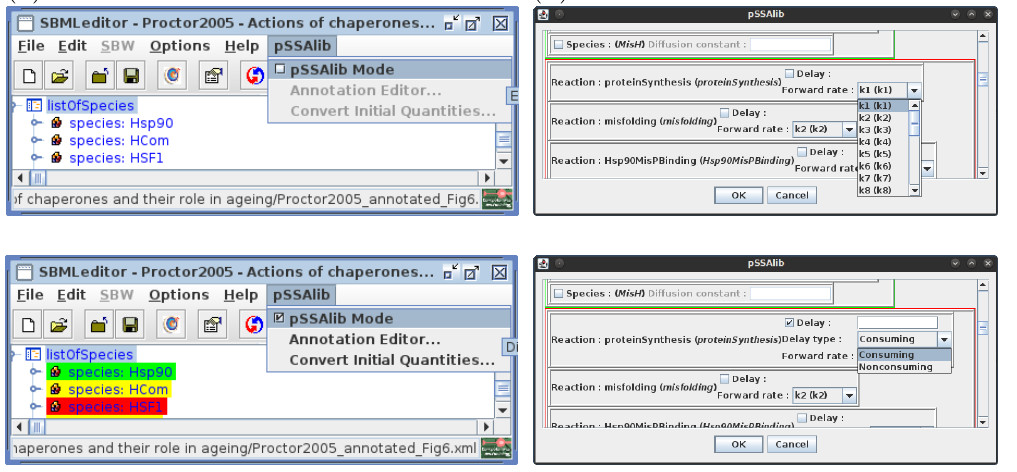 SBMLeditor - Proctor2005 - Actions of chaperones...
File Edit SBW Options Help pSSAlib
pSSAlib Mode
Annotation Editor...
Convert Initial Quantities...
listOfSpecies
species: Hsp90
species: HCom
species: HSF1
of chaperones and their role in ageing/Proctor2005_annotated_Fig6.
pSSAlib
Species : (MisH) Diffusion constant :
Reaction : proteinSynthesis (proteinSynthesis) Delay :
Forward rate : k1 (k1)
k1 (k1)
k2 (k2)
k3 (k3)
k4 (k4)
k5 (k5)
k6 (k6)
k7 (k7)
k8 (k8)
Reaction : misfolding (misfolding) Delay :
Forward rate : k2 (k2)
Reaction : Hsp90MisPBinding (Hsp90MisPBinding) Delay :
Forward rate
OK Cancel
SBMLeditor - Proctor2005 - Actions of chaperones...
File Edit SBW Options Help pSSAlib
pSSAlib Mode
Annotation Editor...
Convert Initial Quantities...
listOfSpecies
species: Hsp90
species: HCom
species: HSF1
haperones and their role in ageing/Proctor2005_annotated_Fig6.xml
pSSAlib
Species : (MisH) Diffusion constant :
Delay :
Reaction : proteinSynthesis (proteinSynthesis) Delay type : Consuming
Forward rate : Consuming
Nonconsuming
Reaction : misfolding (misfolding) Delay :
Forward rate : k2 (k2)
Reaction : Hsp90MisPBinding (Hsp90MisPBinding) Delay :
OK Cancel